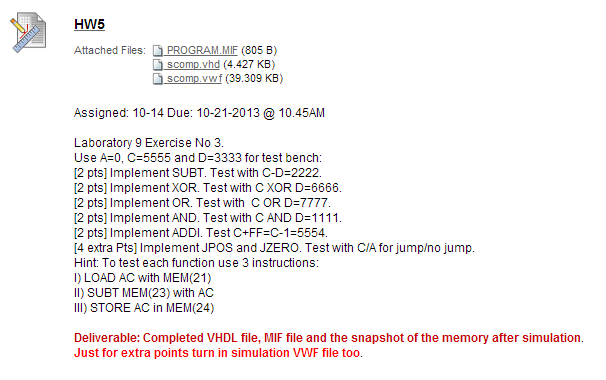 HW5
Attached Files: PROGRAM.MIF (805 B)
scomp.vhd (4.427 KB)
scomp.vwf (39.309 KB)
Assigned: 10-14 Due: 10-21-2013 @ 10.45AM
Laboratory 9 Exercise No 3.
Use A=0, C=5555 and D=3333 for test bench:
[2 pts] Implement SUBT. Test with C-D=2222.
[2 pts] Implement XOR. Test with C XOR D=6666.
[2 pts] Implement OR. Test with  C OR D=7777.
[2 pts] Implement AND. Test with C AND D=1111.
[2 pts] Implement ADDI. Test C+FF=C-1=5554.
[4 extra Pts] Implement JPOS and JZERO. Test with C/A for jump/no jump.
Hint: To test each function use 3 instructions:
I) LOAD AC with MEM(21)
II) SUBT MEM(23) with AC
III) STORE AC in MEM(24)
Deliverable: Completed VHDL file, MIF file and the snapshot of the memory after simulation.
Just for extra points turn in simulation VWF file too.